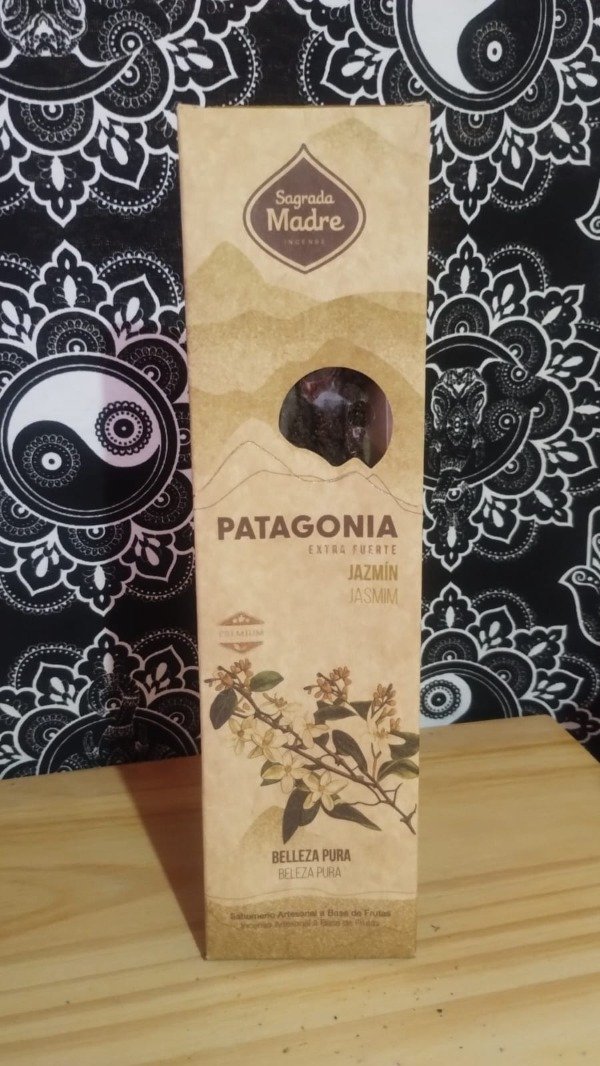 Sagrada
Madre
INCENSE
PATAGONIA
EXTRA FUERTE
JAZMÍN
JASMIM
PREMIUM
BELLEZA PURA
BELEZA PURA
Sahumerio Artesanal a Base de Frutas
Incenso Artesanal a Base de Frutas